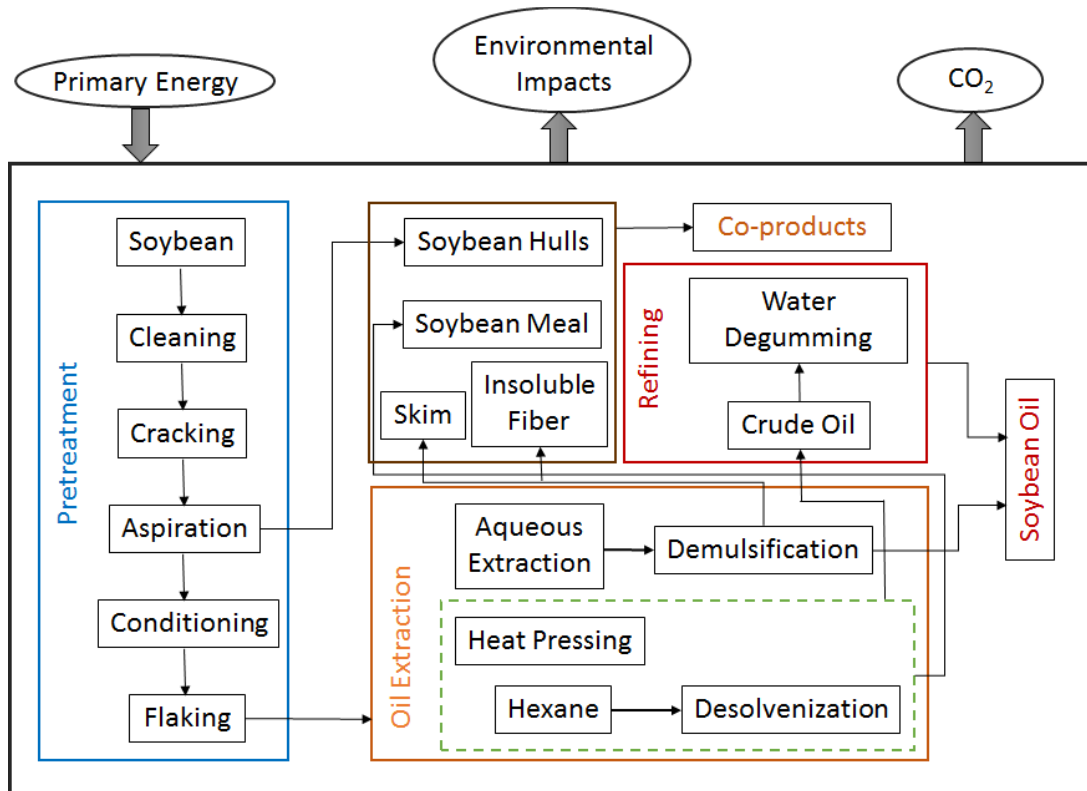 Primary Energy
Environmental
Impacts
CO₂
Pretreatment
Soybean
Cleaning
Cracking
Aspiration
Conditioning
Flaking
Soybean Hulls
Soybean Meal
Skim
Insoluble
Fiber
Co-products
Refining
Water
Degumming
Crude Oil
Oil Extraction
Aqueous
Extraction
Demulsification
Heat Pressing
Hexane
Desolvenization
Soybean Oil